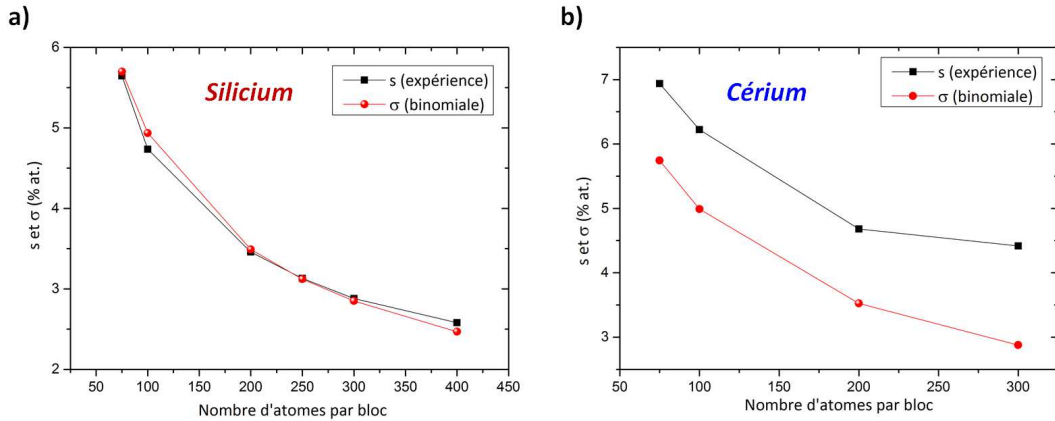 a)
6
5
4
3
2
s et σ (% at.)
Silicium
s (expérience)
σ (binomiale)
50 100 150 200 250 300 350 400 450
Nombre d'atomes par bloc
b)
7
6
5
4
3
s et σ (% at.)
Cérium
s (expérience)
σ (binomiale)
50 100 150 200 250 300
Nombre d'atomes par bloc